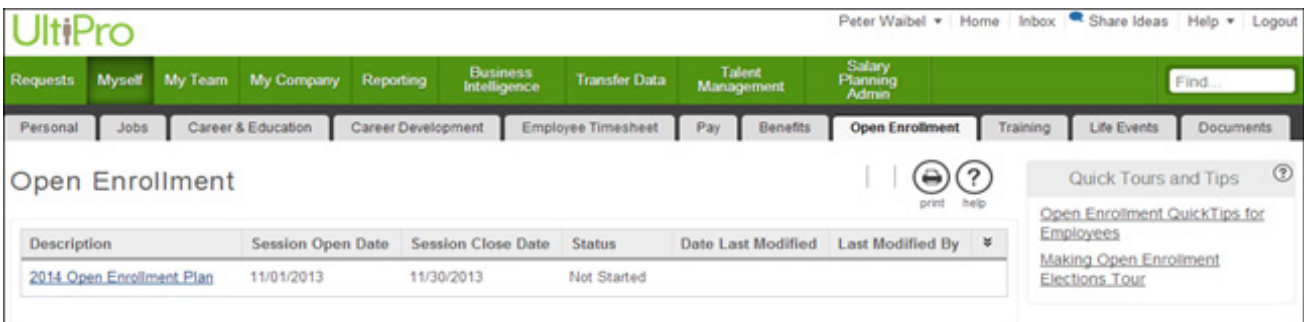 UltiPro
Peter Waibel Home Inbox Share Ideas Help Logout
Requests Myself My Team My Company Reporting Business Intelligence Transfer Data Talent Management Salary Planning Admin Find...
Personal Jobs Career & Education Career Development Employee Timesheet Pay Benefits Open Enrollment Training Life Events Documents
Open Enrollment
print help
Description Session Open Date Session Close Date Status Date Last Modified Last Modified By
2014 Open Enrollment Plan 11/01/2013 11/30/2013 Not Started
Quick Tours and Tips ?
Open Enrollment QuickTips for
Employees
Making Open Enrollment
Elections Tour